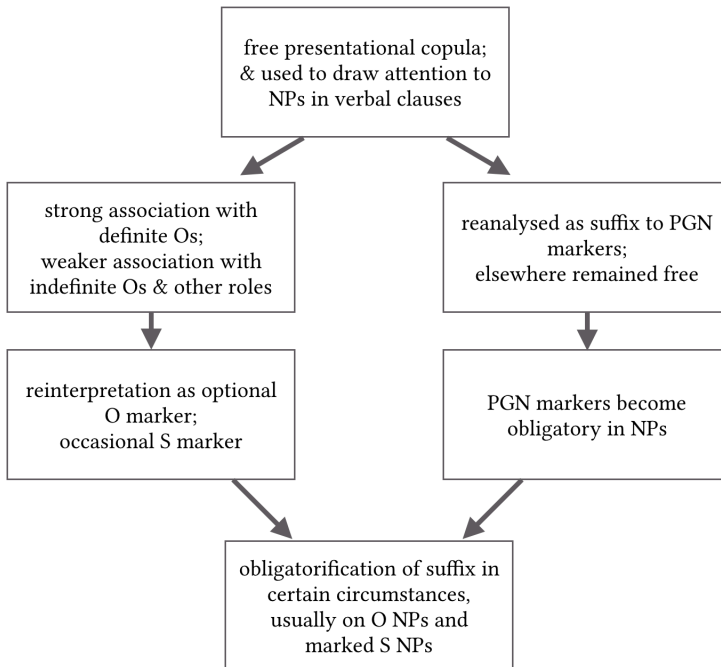 free presentational copula;
& used to draw attention to
NPs in verbal clauses
strong association with
definite Os;
weaker association with
indefinite Os & other roles
reanalysed as suffix to PGN
markers;
elsewhere remained free
reinterpretation as optional
O marker;
occasional S marker
PGN markers become
obligatory in NPs
obligatorification of suffix in
certain circumstances,
usually on O NPs and
marked S NPs